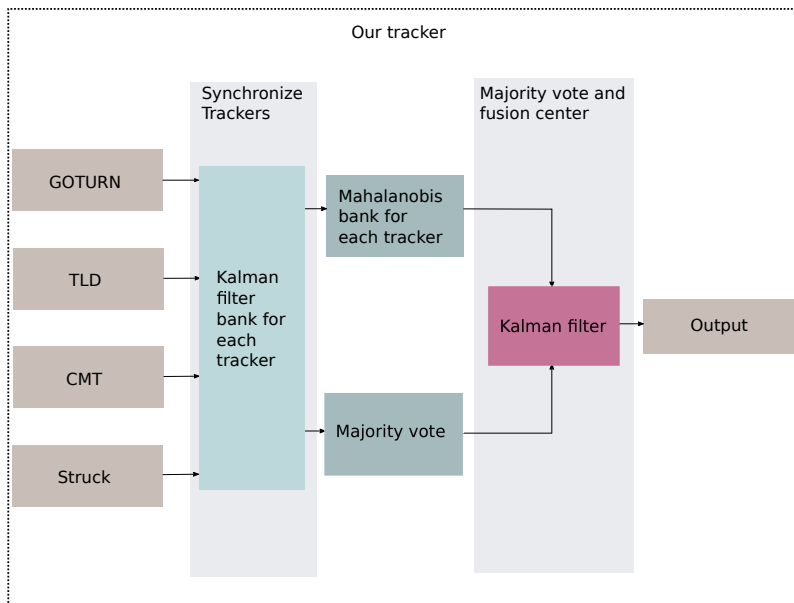 Our tracker
Synchronize
Trackers
Majority vote and
fusion center
GOTURN
TLD
CMT
Struck
Kalman
filter
bank for
each
tracker
Mahalanobis
bank for
each tracker
Majority vote
Kalman filter
Output